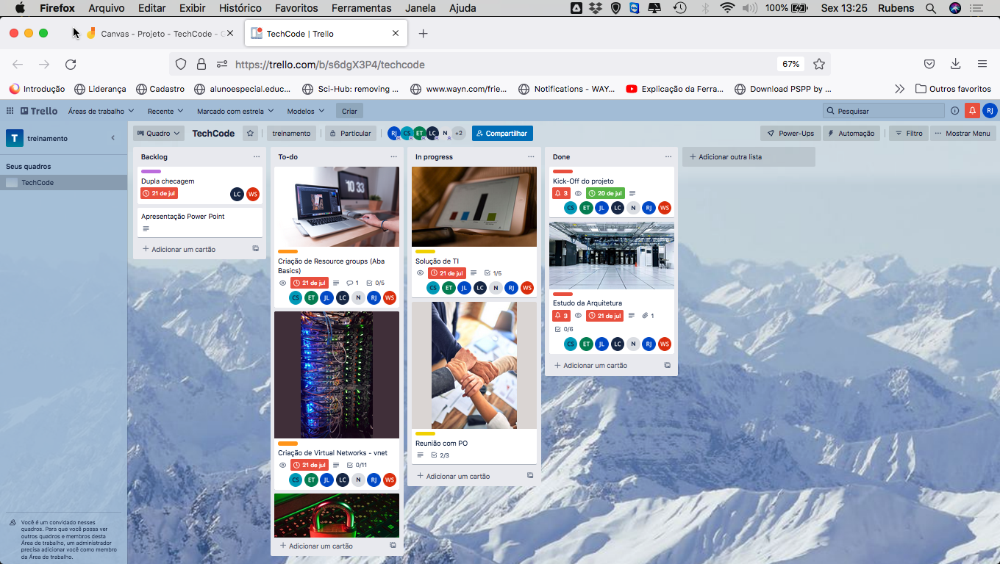 Firefox Arquivo Editar Exibir Histórico Favoritos Ferramentas Janela Ajuda 100% Sex 13:25 Rubens
Canvas - Projeto - TechCode - G TechCode | Trello
https://trello.com/b/s6dgX3P4/techcode 67%
Introdução Liderança Cadastro alunoespecial.educ... Sci-Hub: removing ... www.wayn.com/frie... Notifications - WAY... Explicação da Ferra... Download PSPP by ... Outros favoritos
Trello Áreas de trabalho Recente Marcado com estrela Modelos Criar Pesquisar RJ
T treinamento
Quadro TechCode treinamento Particular RJ CS ET LC N +2 Compartilhar Power-Ups Automação Filtro Mostrar Menu
Seus quadros
TechCode
Você é um convidado nesses
quadros. Para que você possa ver
outros quadros e membros desta
Área de trabalho, um administrador
precisa adicionar você como membro
da Área de trabalho.
Backlog
Dupla checagem
21 de jul LC WS
Apresentação Power Point
Adicionar um cartão
To-do
10 33
Criação de Resource groups (Aba
Basics)
21 de jul 1 0/5
CS ET JL LC N RJ WS
Criação de Virtual Networks - vnet
21 de jul 0/11
CS ET JL LC N RJ WS
Adicionar um cartão
In progress
Solução de TI
21 de jul 1/5
CS ET JL LC N RJ WS
Reunião com PO
2/3
Adicionar um cartão
Done
Kick-Off do projeto
3 20 de jul
CS ET JL LC N RJ WS
Estudo da Arquitetura
3 21 de jul 1
0/6
CS ET JL LC N RJ WS
Adicionar um cartão
Adicionar outra lista